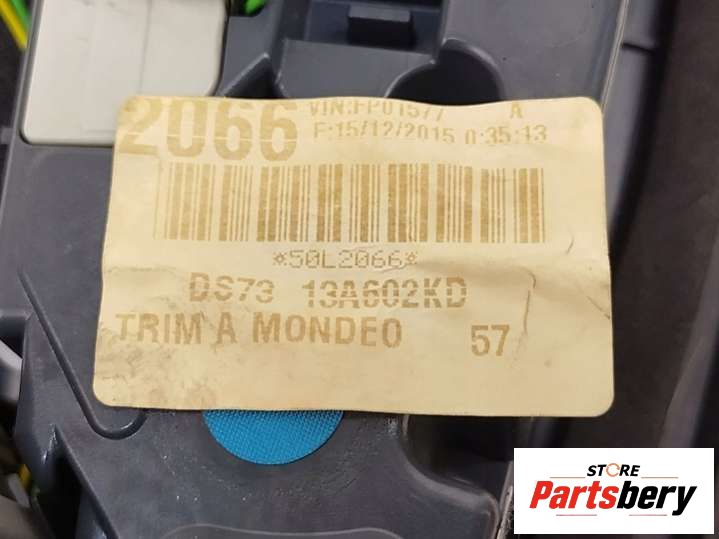 2066
VIN:FP01577 A
F:15/12/2015 0:35:13
*50L2066*
DS73 13A602KD
TRIM A MONDEO 57
STORE
Partsbery